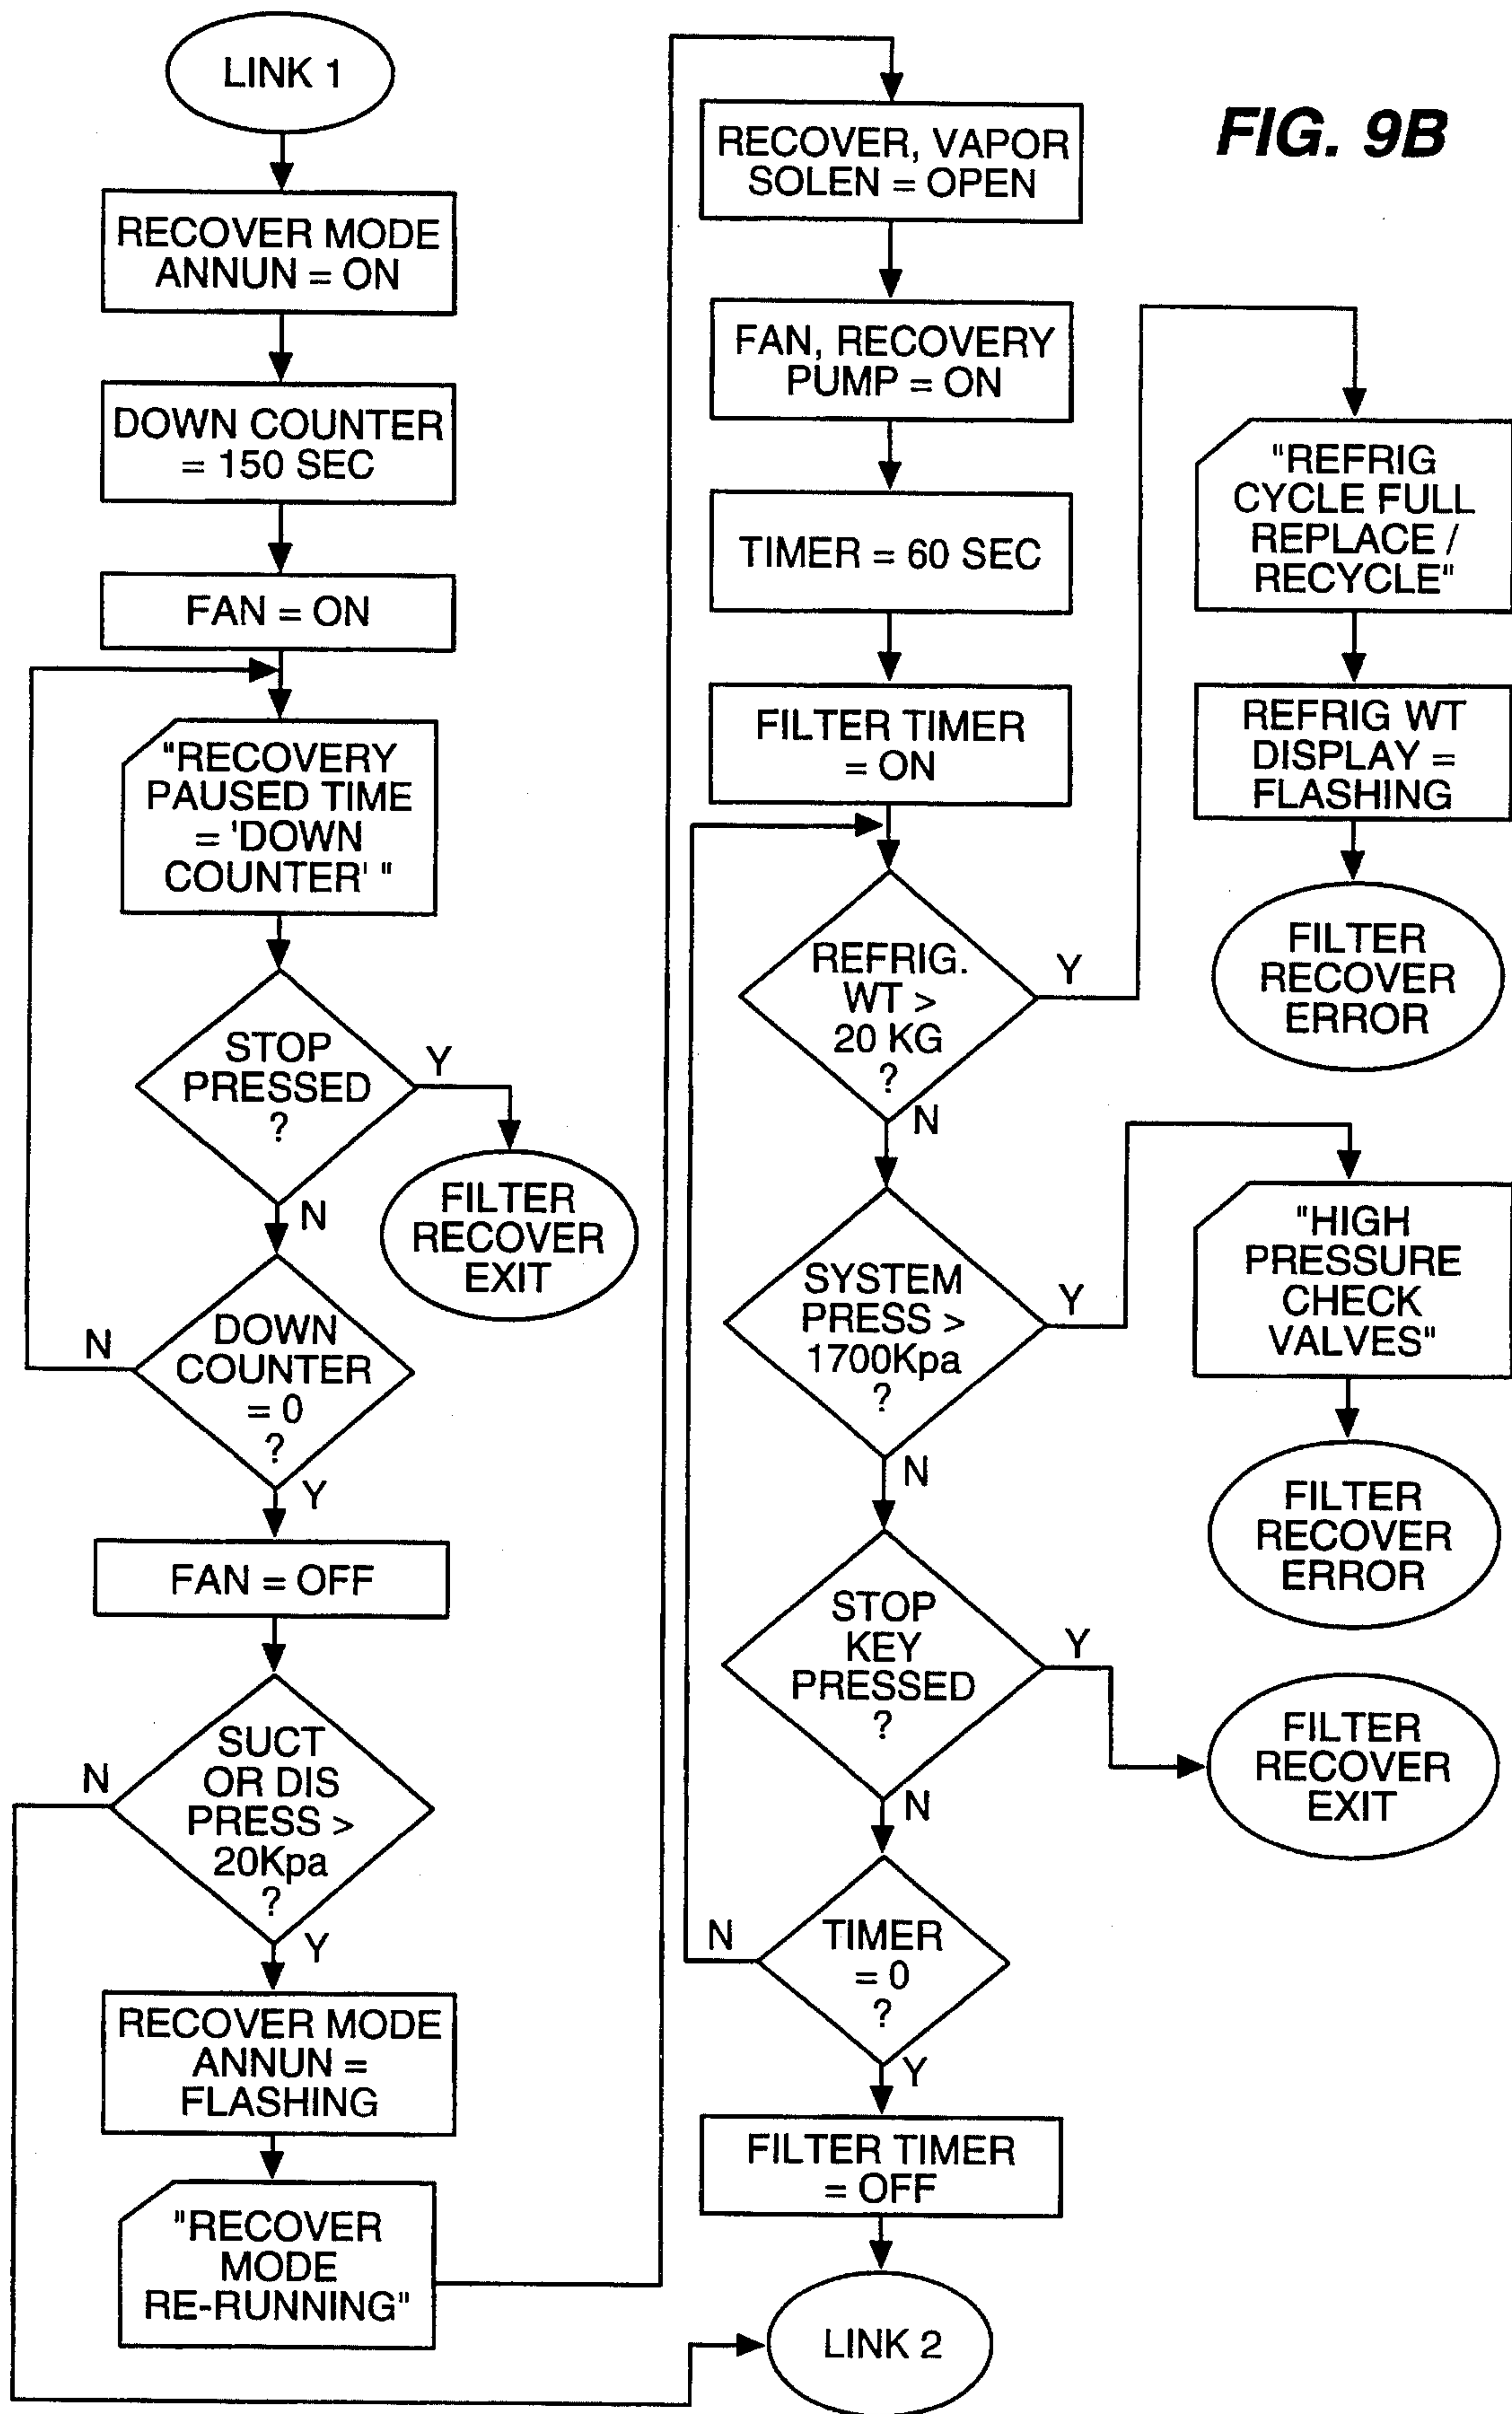 LINK 1
RECOVER MODE
ANNUN = ON
DOWN COUNTER
= 150 SEC
FAN = ON
"RECOVERY
PAUSED TIME
= 'DOWN
COUNTER' "
STOP
PRESSED
?
Y
N
FILTER
RECOVER
EXIT
DOWN
COUNTER
= 0
?
N
Y
FAN = OFF
SUCT
OR DIS
PRESS >
20Kpa
?
N
Y
RECOVER MODE
ANNUN =
FLASHING
"RECOVER
MODE
RE-RUNNING"
RECOVER, VAPOR
SOLEN = OPEN
FAN, RECOVERY
PUMP = ON
TIMER = 60 SEC
FILTER TIMER
= ON
REFRIG.
WT >
20 KG
?
Y
N
SYSTEM
PRESS >
1700Kpa
?
Y
N
STOP
KEY
PRESSED
?
Y
N
TIMER
= 0
?
N
Y
FILTER TIMER
= OFF
LINK 2
FIG. 9B
"REFRIG
CYCLE FULL
REPLACE /
RECYCLE"
REFRIG WT
DISPLAY =
FLASHING
FILTER
RECOVER
ERROR
"HIGH
PRESSURE
CHECK
VALVES"
FILTER
RECOVER
ERROR
FILTER
RECOVER
EXIT